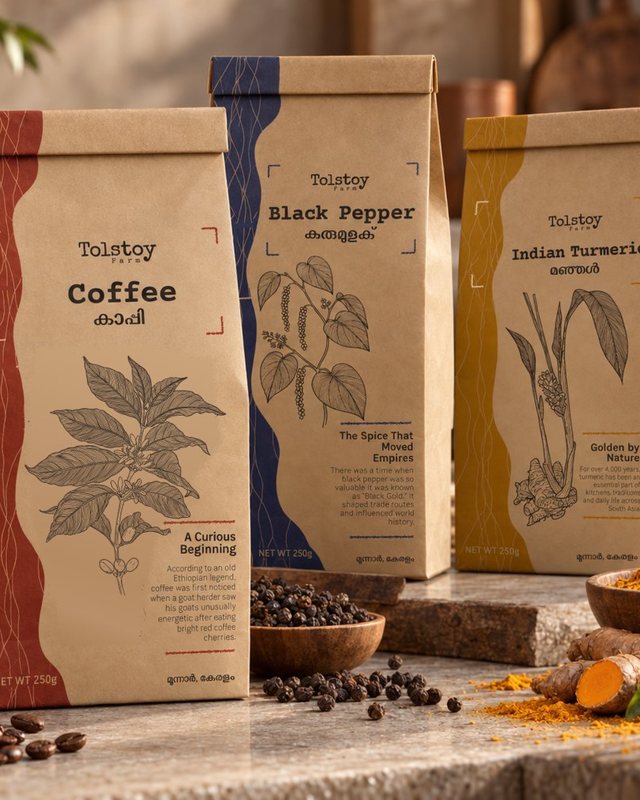 Tolstoy
Farm
Coffee
കാപ്പി
A Curious
Beginning
According to an old
Ethiopian legend,
coffee was first noticed
when a goat herder saw
his goats unusually
energetic after eating
bright red coffee
cherries.
ET WT 250g
മൂന്നാർ, കേരളം
Tolstoy
Farm
Black Pepper
കരുമുളക്
The Spice That
Moved
Empires
There was a time when
black pepper was so
valuable it was known
as "Black Gold." It
shaped trade routes
and influenced world
history.
NET WT 250g
മൂന്നാർ, കേരളം
Tolstoy
Farm
Indian Turmeric
മഞ്ഞൾ
Golden by
Nature
For over 4,000 years,
turmeric has been an
essential part of
kitchens, traditions
and daily life across
South Asia
NET WT 250g
മൂന്നാർ, കേരളം